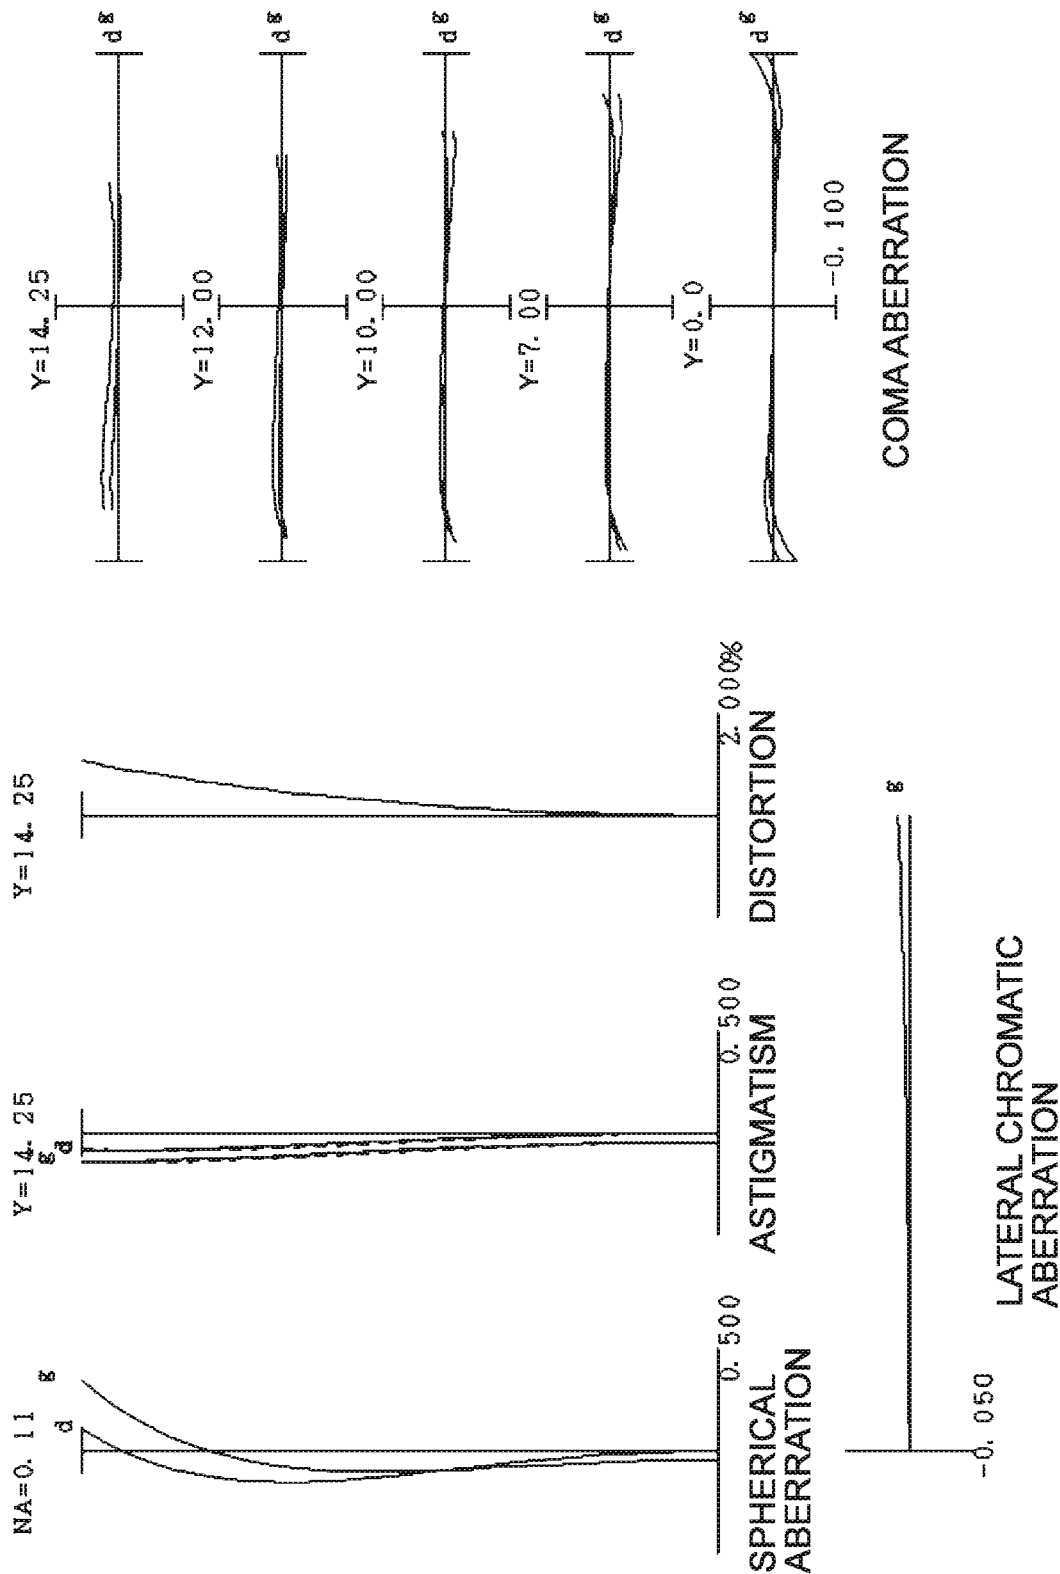 NA=0. 11
d
g
0. 500
SPHERICAL
ABERRATION
Y=14. 25
g
d
0. 500
ASTIGMATISM
Y=14. 25
2. 000%
DISTORTION
Y=14. 25
d g
Y=12. 00
d g
Y=10. 00
d g
Y=7. 00
d g
Y=0. 0
d g
-0. 100
COMA ABERRATION
g
-0. 050
LATERAL CHROMATIC
ABERRATION